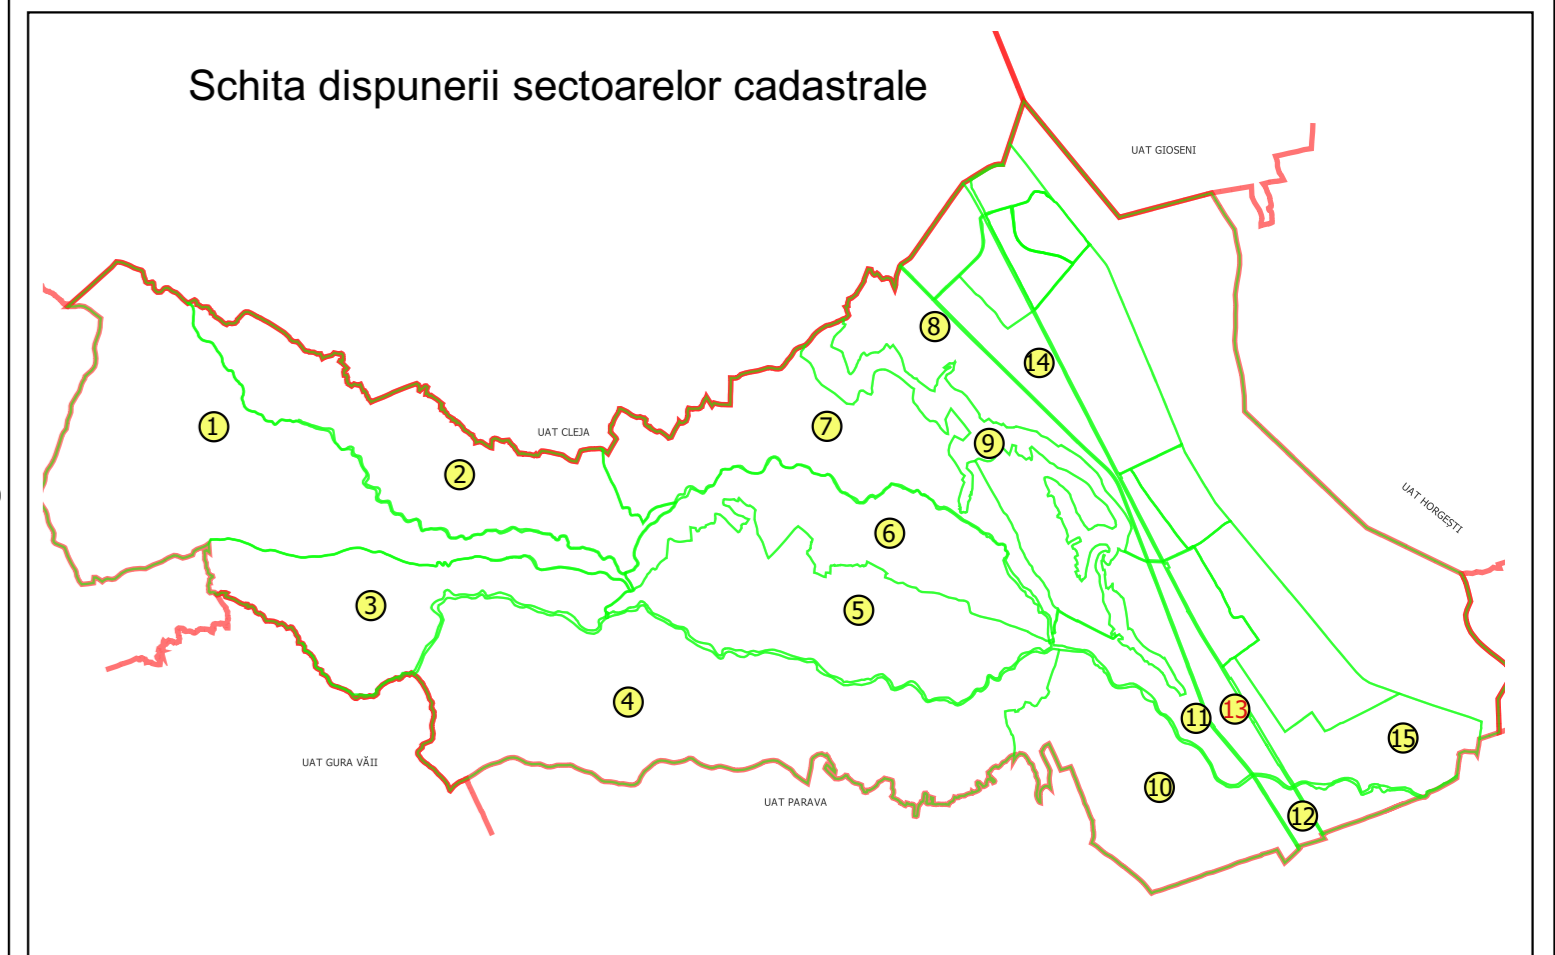 Schita dispunerii sectoarelor cadastrale
UAT GIOSENI
8
14
1
7
UAT CLEJA
9
2
UAT HORGEȘTI
6
3
5
4
11
13
15
UAT GURA VĂII
10
UAT PARAVA
12